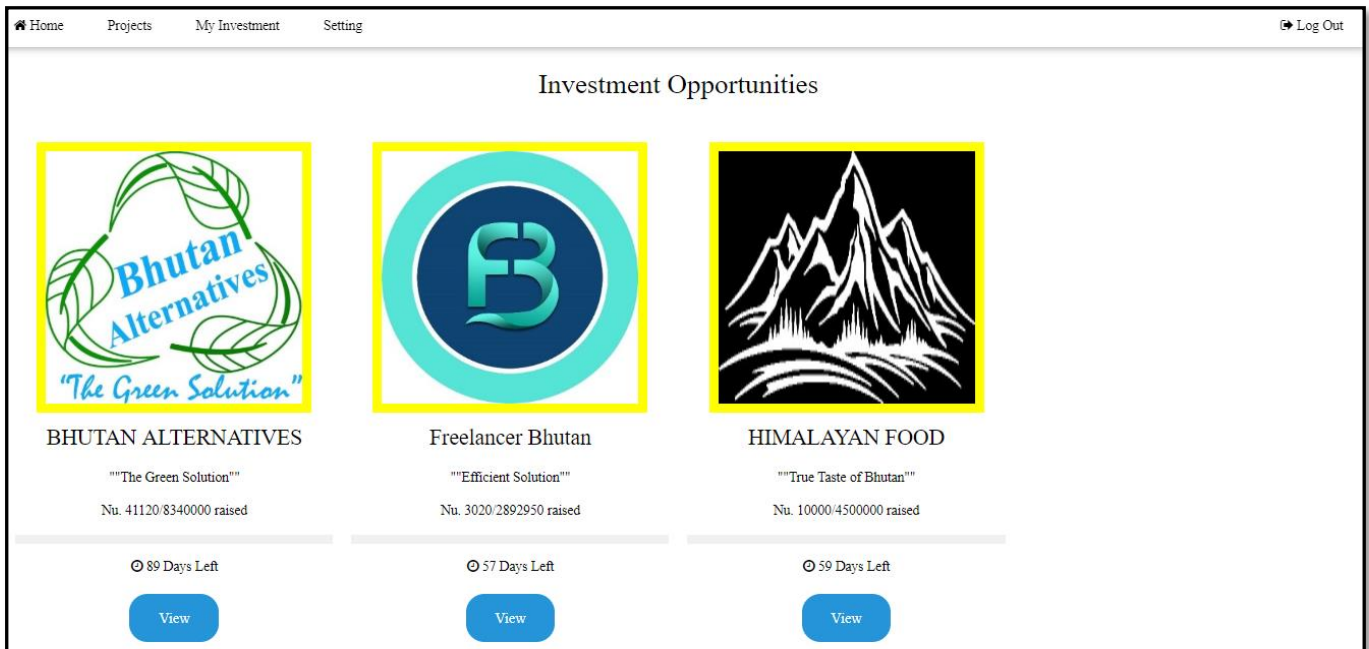 Home Projects My Investment Setting Log Out
Investment Opportunities
Bhutan
Alternatives
"The Green Solution"
FB
BHUTAN ALTERNATIVES
""The Green Solution""
Nu. 41120/8340000 raised
89 Days Left
View
Freelancer Bhutan
""Efficient Solution""
Nu. 3020/2892950 raised
57 Days Left
View
HIMALAYAN FOOD
""True Taste of Bhutan""
Nu. 10000/4500000 raised
59 Days Left
View